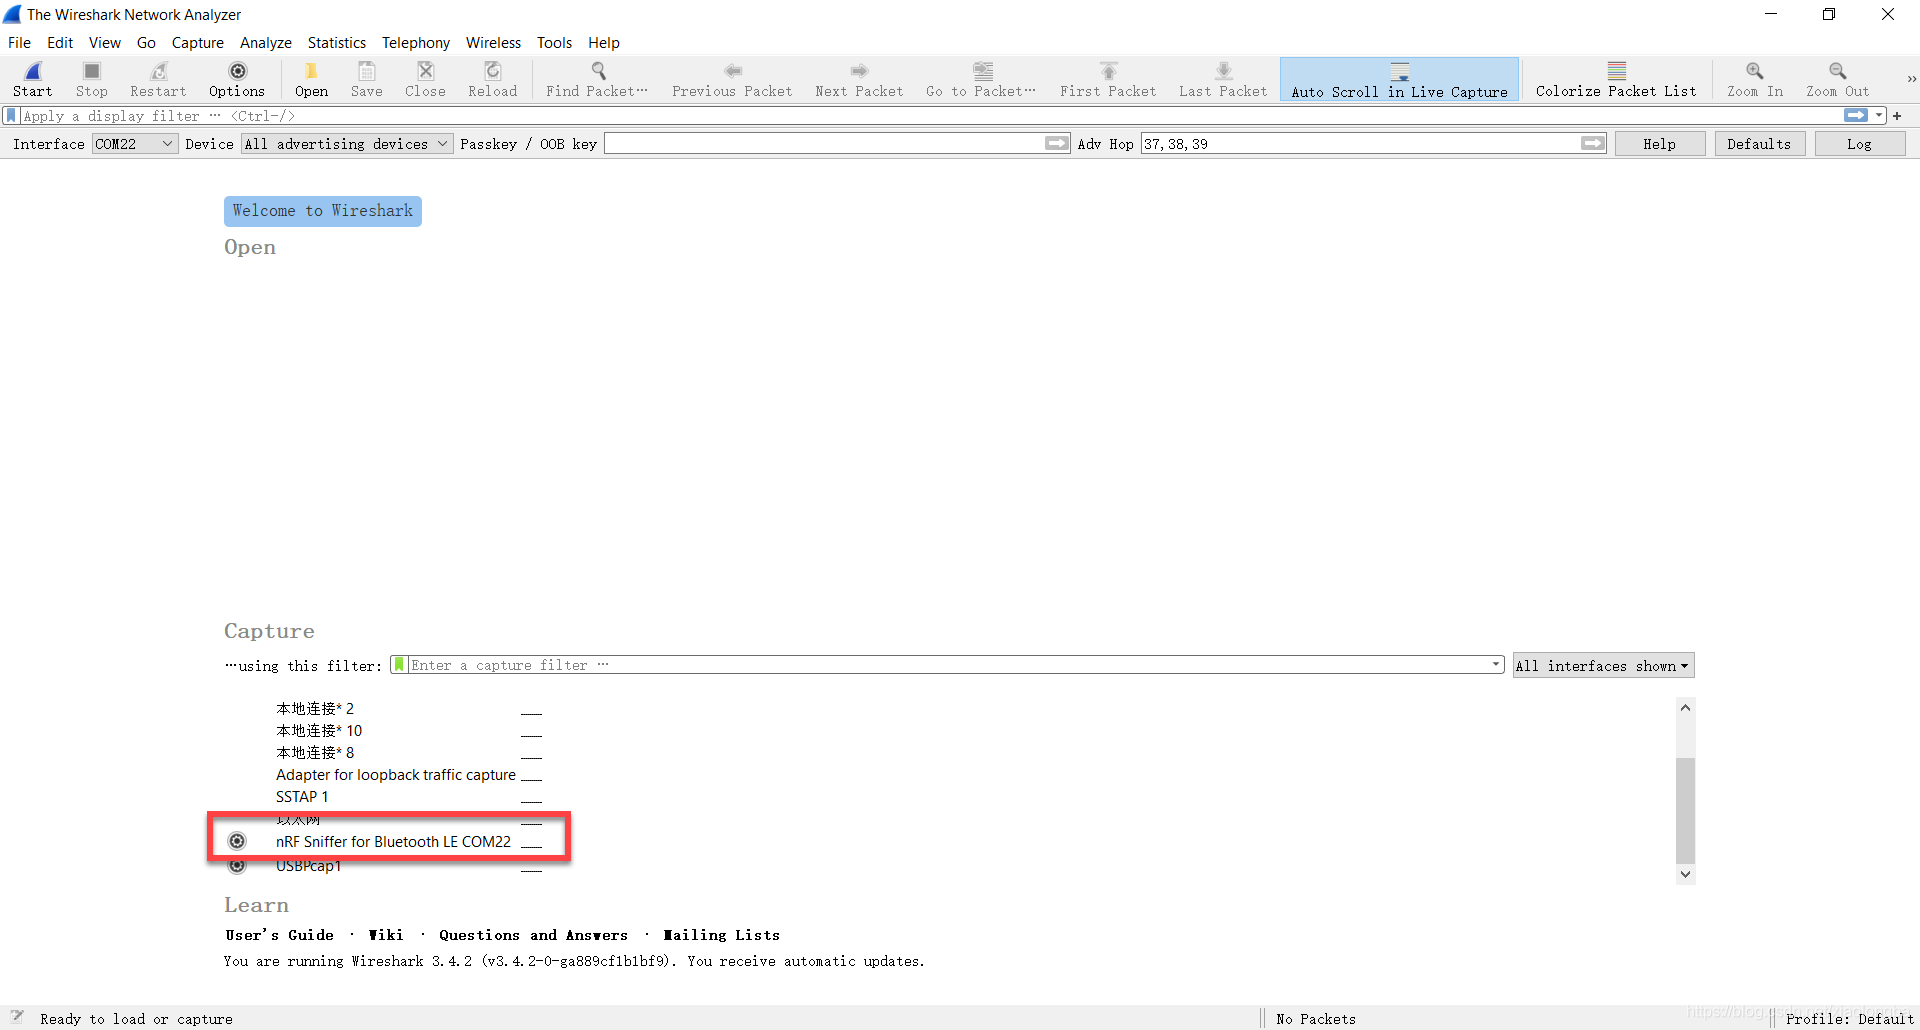 The Wireshark Network Analyzer
File Edit View Go Capture Analyze Statistics Telephony Wireless Tools Help
Start Stop Restart Options Open Save Close Reload Find Packet… Previous Packet Next Packet Go to Packet… First Packet Last Packet Auto Scroll in Live Capture Colorize Packet List Zoom In Zoom Out »
Apply a display filter … <Ctrl-/> +
Interface COM22 Device All advertising devices Passkey / OOB key Adv Hop 37,38,39 Help Defaults Log
Welcome to Wireshark
Open
Capture
…using this filter: Enter a capture filter … All interfaces shown
本地连接* 2
本地连接* 10
本地连接* 8
Adapter for loopback traffic capture
SSTAP 1
以太网
nRF Sniffer for Bluetooth LE COM22
USBPcap1
Learn
User's Guide · Wiki · Questions and Answers · Mailing Lists
You are running Wireshark 3.4.2 (v3.4.2-0-ga889cf1b1bf9). You receive automatic updates.
Ready to load or capture No Packets Profile: Default